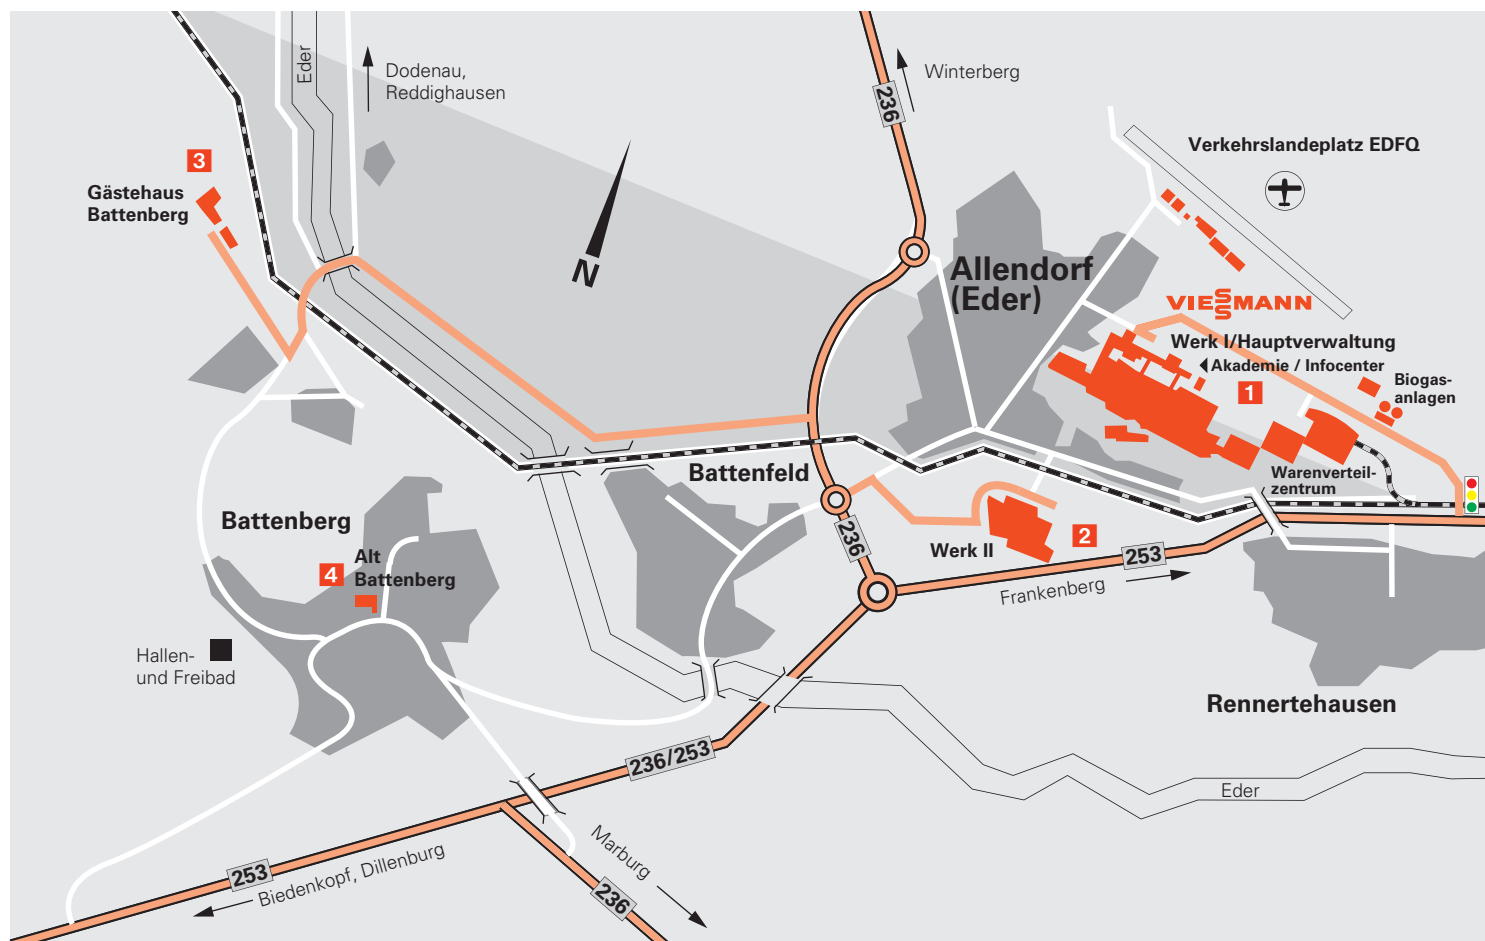 Eder
Dodenau,
Reddighausen
236
Winterberg
Verkehrslandeplatz EDFQ
3
Gästehaus
Battenberg
N
Allendorf
(Eder)
VIESSMANN
Werk I/Hauptverwaltung
Akademie / Infocenter
1
Biogas-
anlagen
Warenverteil-
zentrum
Battenfeld
Battenberg
236
Werk II
2
253
Frankenberg
4
Alt
Battenberg
Hallen-
und Freibad
Rennertehausen
236/253
Eder
253
Biedenkopf, Dillenburg
Marburg
236